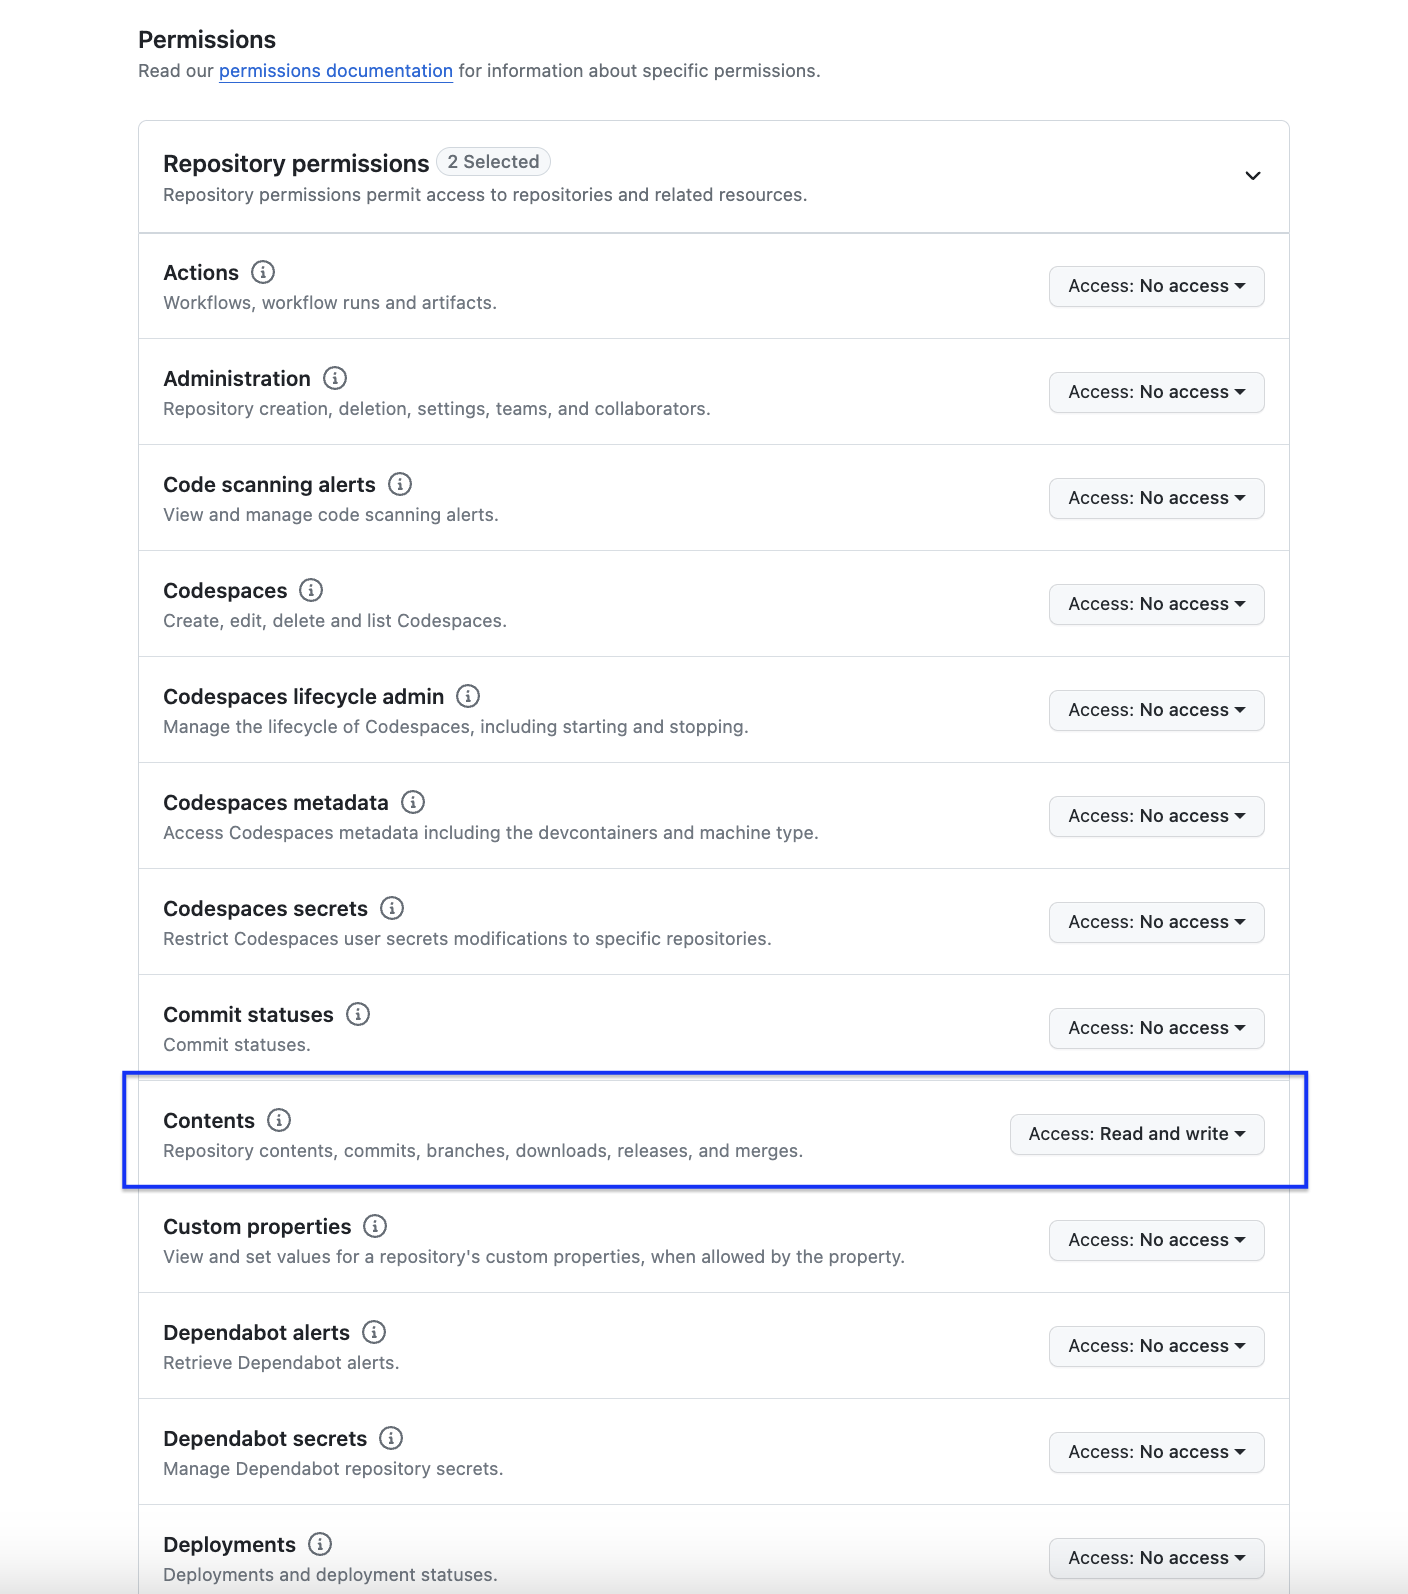 Permissions
Read our permissions documentation for information about specific permissions.
Repository permissions 2 Selected
Repository permissions permit access to repositories and related resources.
Actions
Workflows, workflow runs and artifacts.
Access: No access
Administration
Repository creation, deletion, settings, teams, and collaborators.
Access: No access
Code scanning alerts
View and manage code scanning alerts.
Access: No access
Codespaces
Create, edit, delete and list Codespaces.
Access: No access
Codespaces lifecycle admin
Manage the lifecycle of Codespaces, including starting and stopping.
Access: No access
Codespaces metadata
Access Codespaces metadata including the devcontainers and machine type.
Access: No access
Codespaces secrets
Restrict Codespaces user secrets modifications to specific repositories.
Access: No access
Commit statuses
Commit statuses.
Access: No access
Contents
Repository contents, commits, branches, downloads, releases, and merges.
Access: Read and write
Custom properties
View and set values for a repository's custom properties, when allowed by the property.
Access: No access
Dependabot alerts
Retrieve Dependabot alerts.
Access: No access
Dependabot secrets
Manage Dependabot repository secrets.
Access: No access
Deployments
Deployments and deployment statuses.
Access: No access